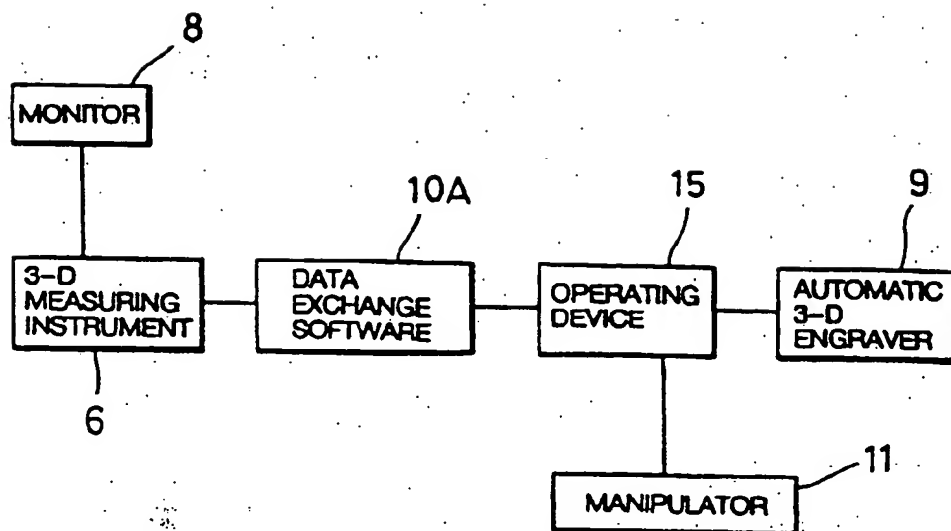 8
MONITOR
10A
15
9
3-D
MEASURING
INSTRUMENT
DATA
EXCHANGE
SOFTWARE
OPERATING
DEVICE
AUTOMATIC
3-D
ENGRAVER
6
11
MANIPULATOR